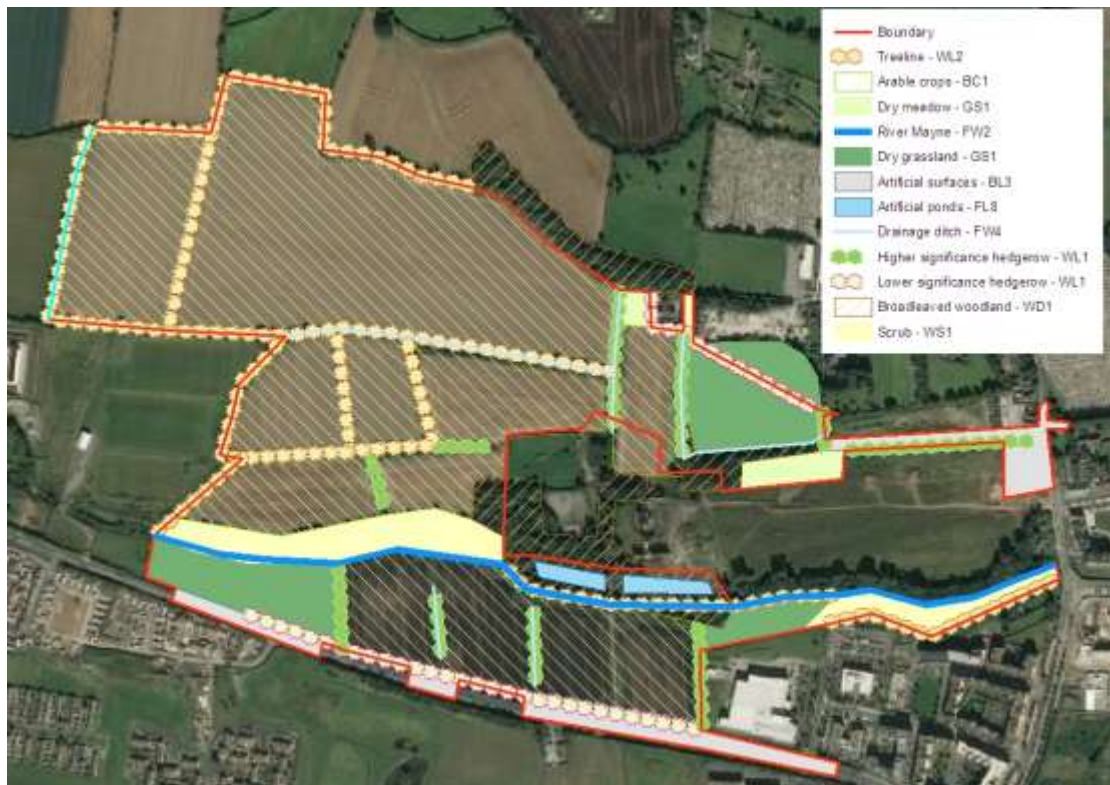 Boundary
Treeline - WL2
Arable crops - BC1
Dry meadow - GS1
River Mayne - FW2
Dry grassland - GS1
Artificial surfaces - BL3
Artificial ponds - FL8
Drainage ditch - FW4
Higher significance hedgerow - WL1
Lower significance hedgerow - WL1
Broadleaved woodland - WD1
Scrub - WS1